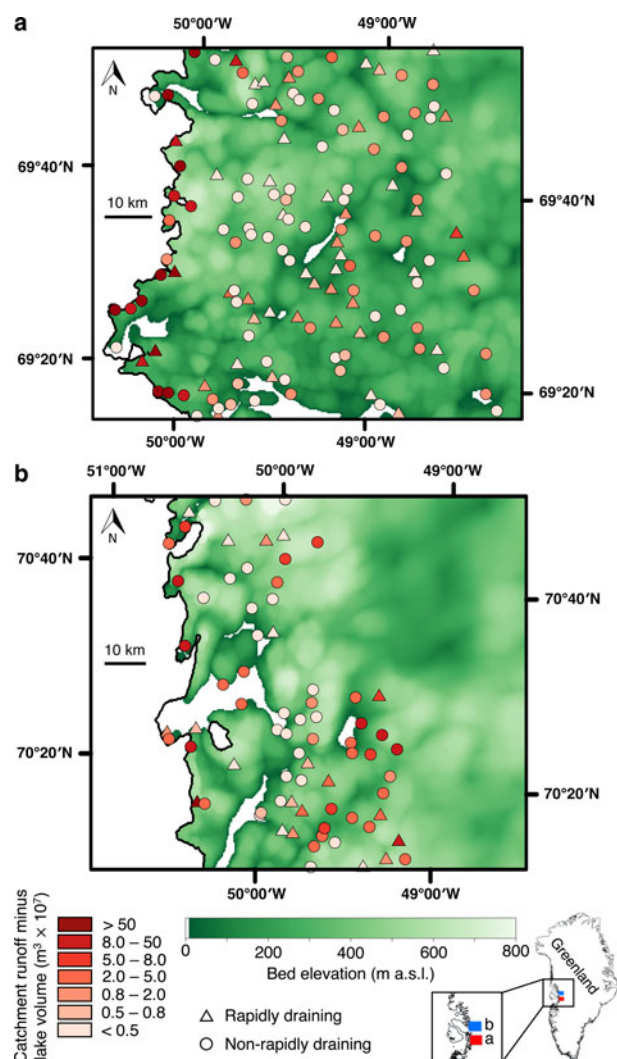 50°00′W 49°00′W
a
N
69°40′N 69°40′N
10 km
69°20′N 69°20′N
50°00′W 49°00′W
b
51°00′W 50°00′W 49°00′W
N
70°40′N 70°40′N
10 km
70°20′N 70°20′N
50°00′W 49°00′W
Catchment runoff minus
lake volume (m³ × 10⁷)
> 50
8.0 – 50
5.0 – 8.0
2.0 – 5.0
0.8 – 2.0
0.5 – 0.8
< 0.5
0 200 400 600 800
Bed elevation (m a.s.l.)
Rapidly draining
Non-rapidly draining
Greenland
b
a